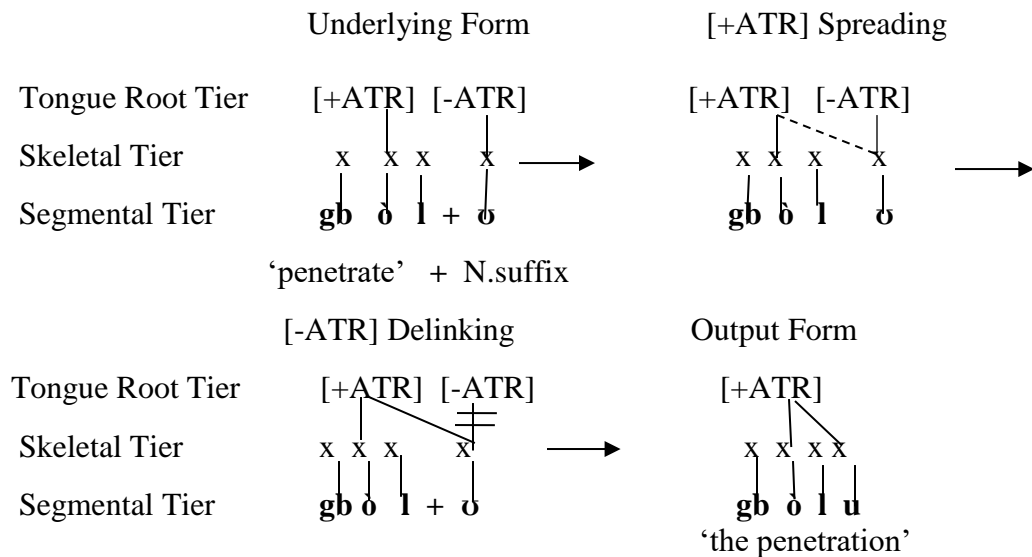 Underlying Form [+ATR] Spreading
Tongue Root Tier [+ATR] [-ATR] [+ATR] [-ATR]
Skeletal Tier x x x x x x x x
Segmental Tier gb ò l + ʊ gb ò l ʊ
‘penetrate’ + N.suffix
[-ATR] Delinking Output Form
Tongue Root Tier [+ATR] [-ATR] [+ATR]
Skeletal Tier x x x x x x x x
Segmental Tier gb ò l + ʊ gb ò l u
‘the penetration’